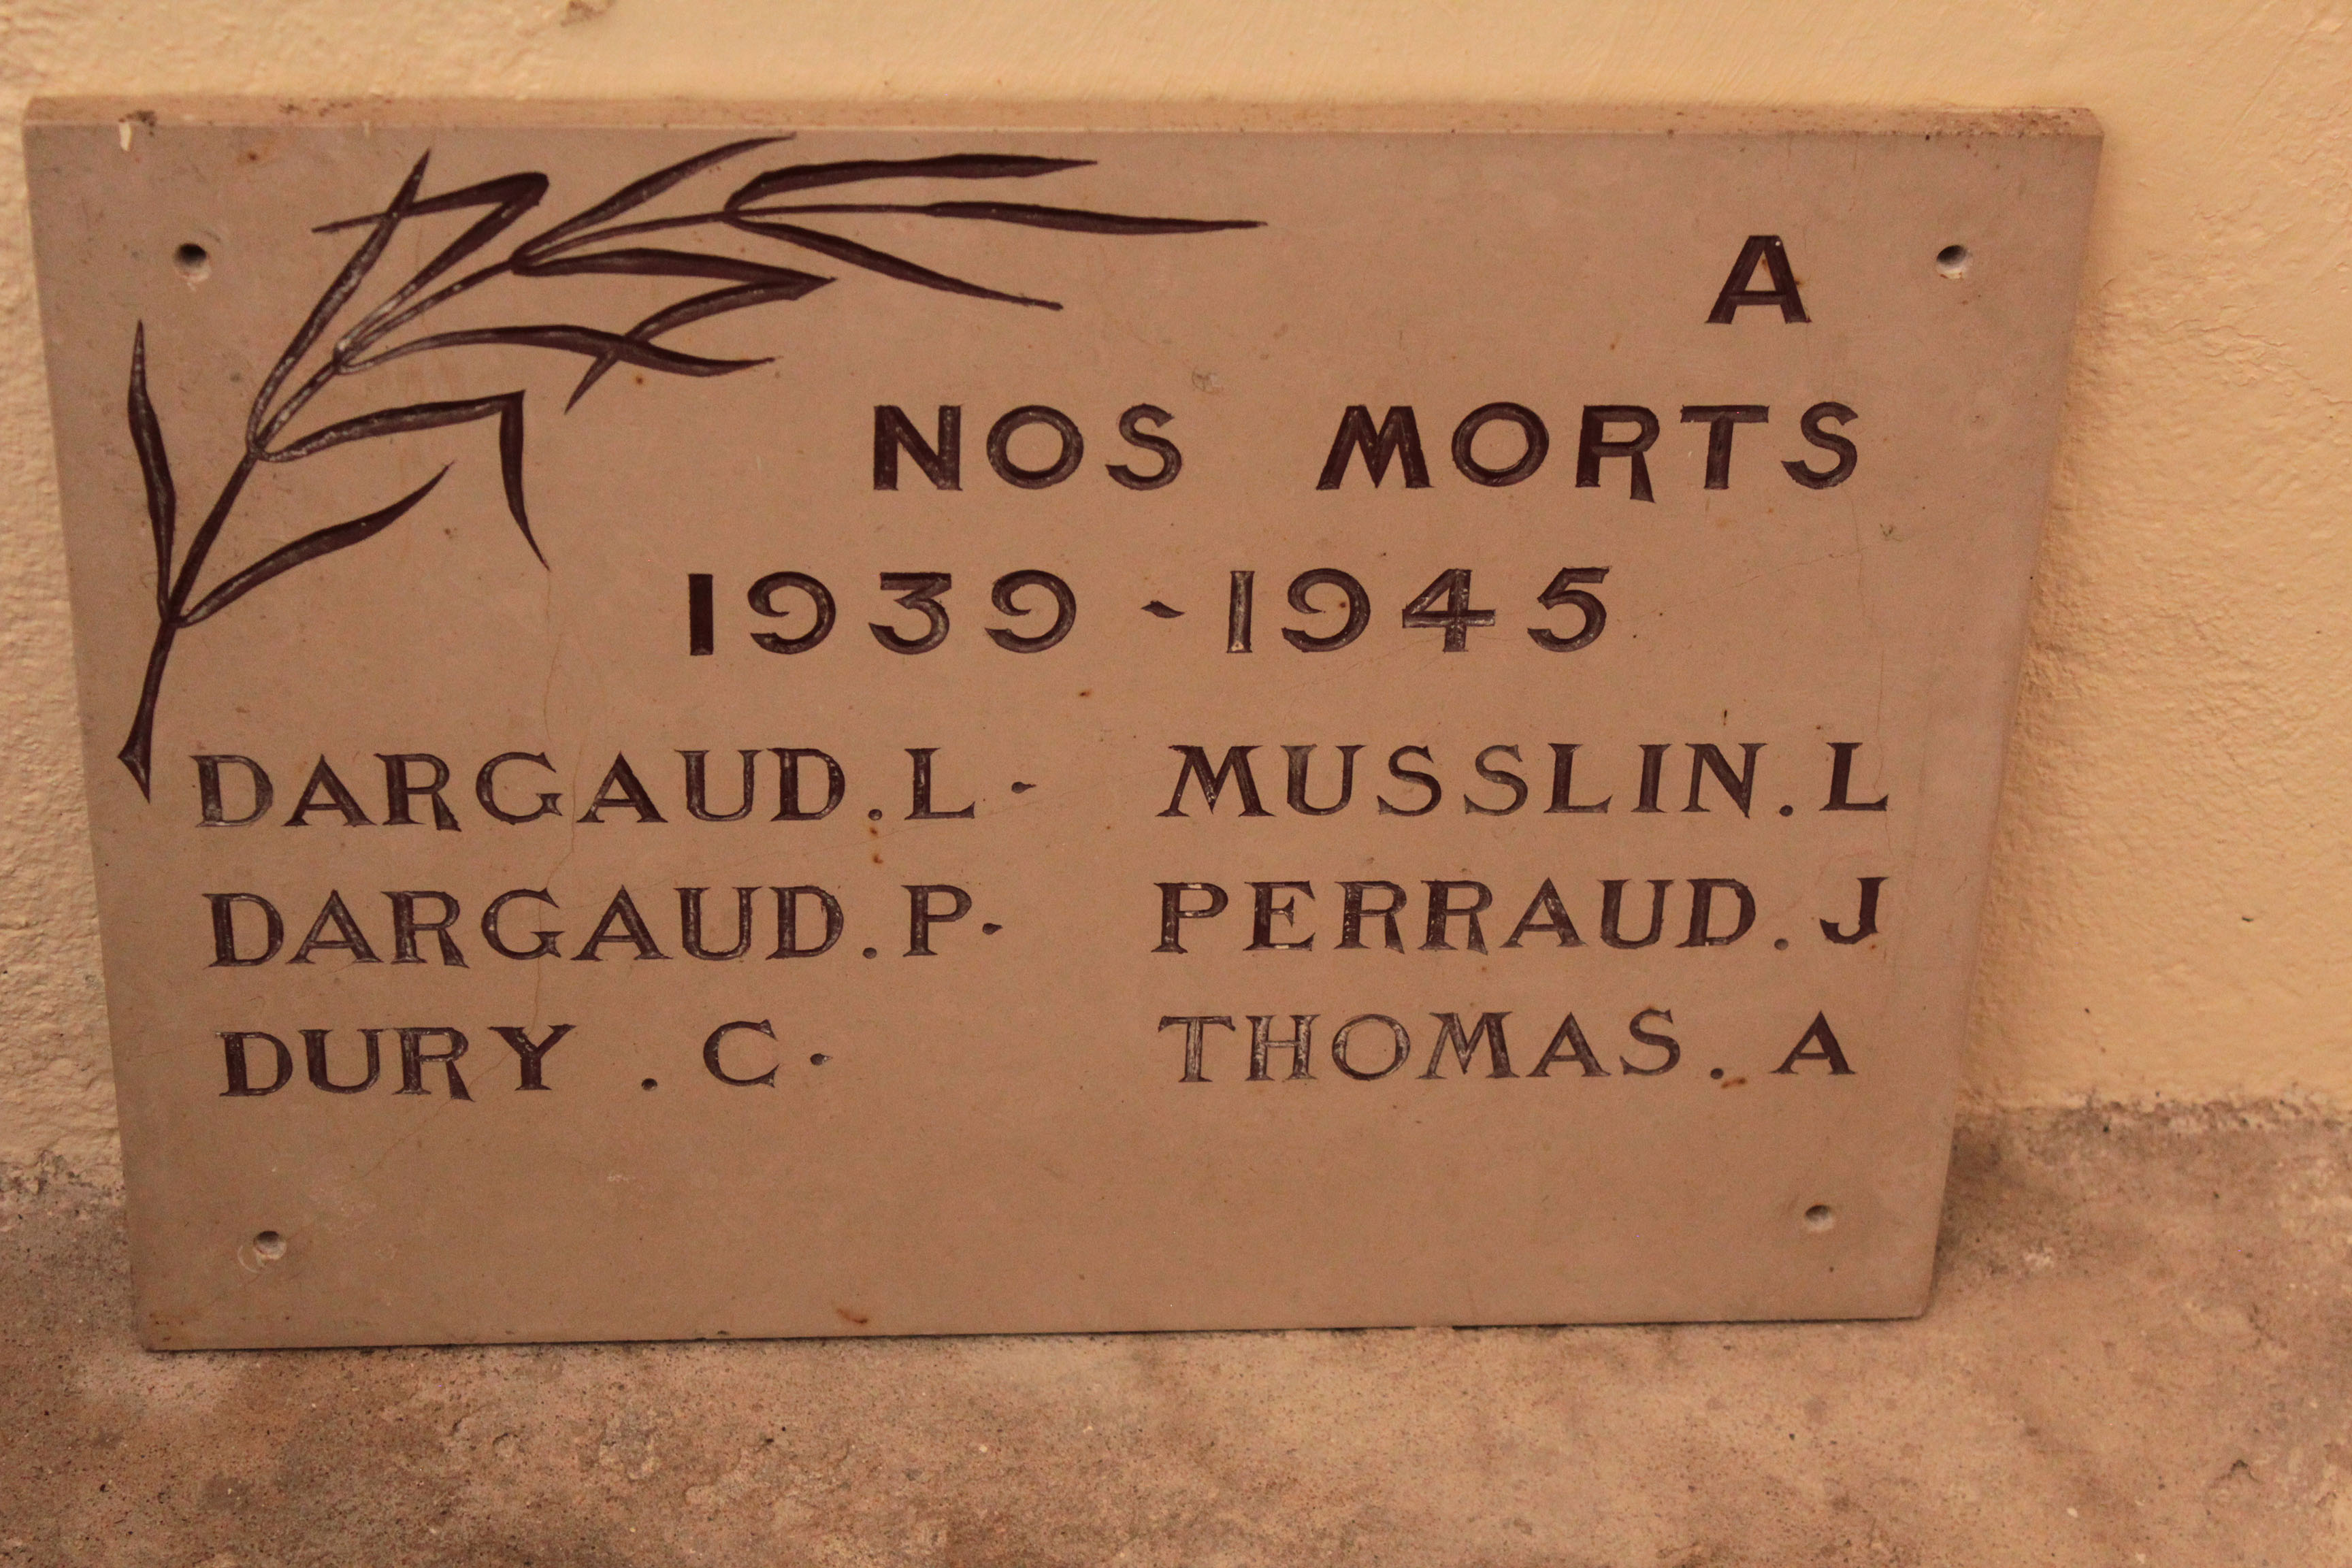 A
NOS MORTS
1939-1945
DARGAUD.L. MUSSLIN.L
DARGAUD.P. PERRAUD.J
DURY.C. THOMAS.A